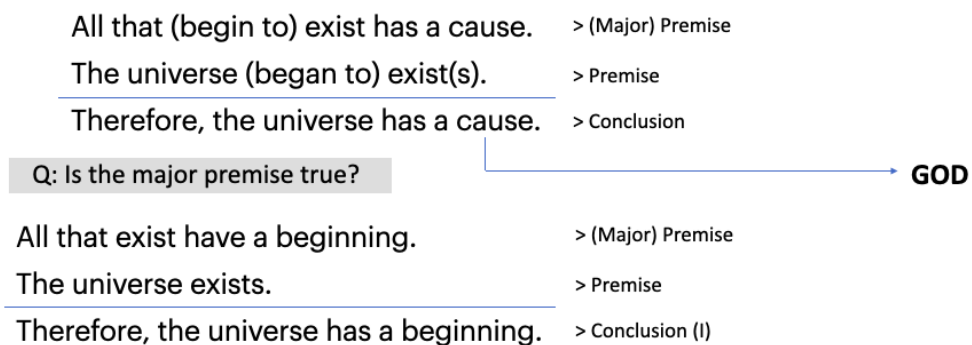 All that (begin to) exist has a cause. > (Major) Premise
The universe (began to) exist(s). > Premise
Therefore, the universe has a cause. > Conclusion
Q: Is the major premise true? GOD
All that exist have a beginning. > (Major) Premise
The universe exists. > Premise
Therefore, the universe has a beginning. > Conclusion (I)